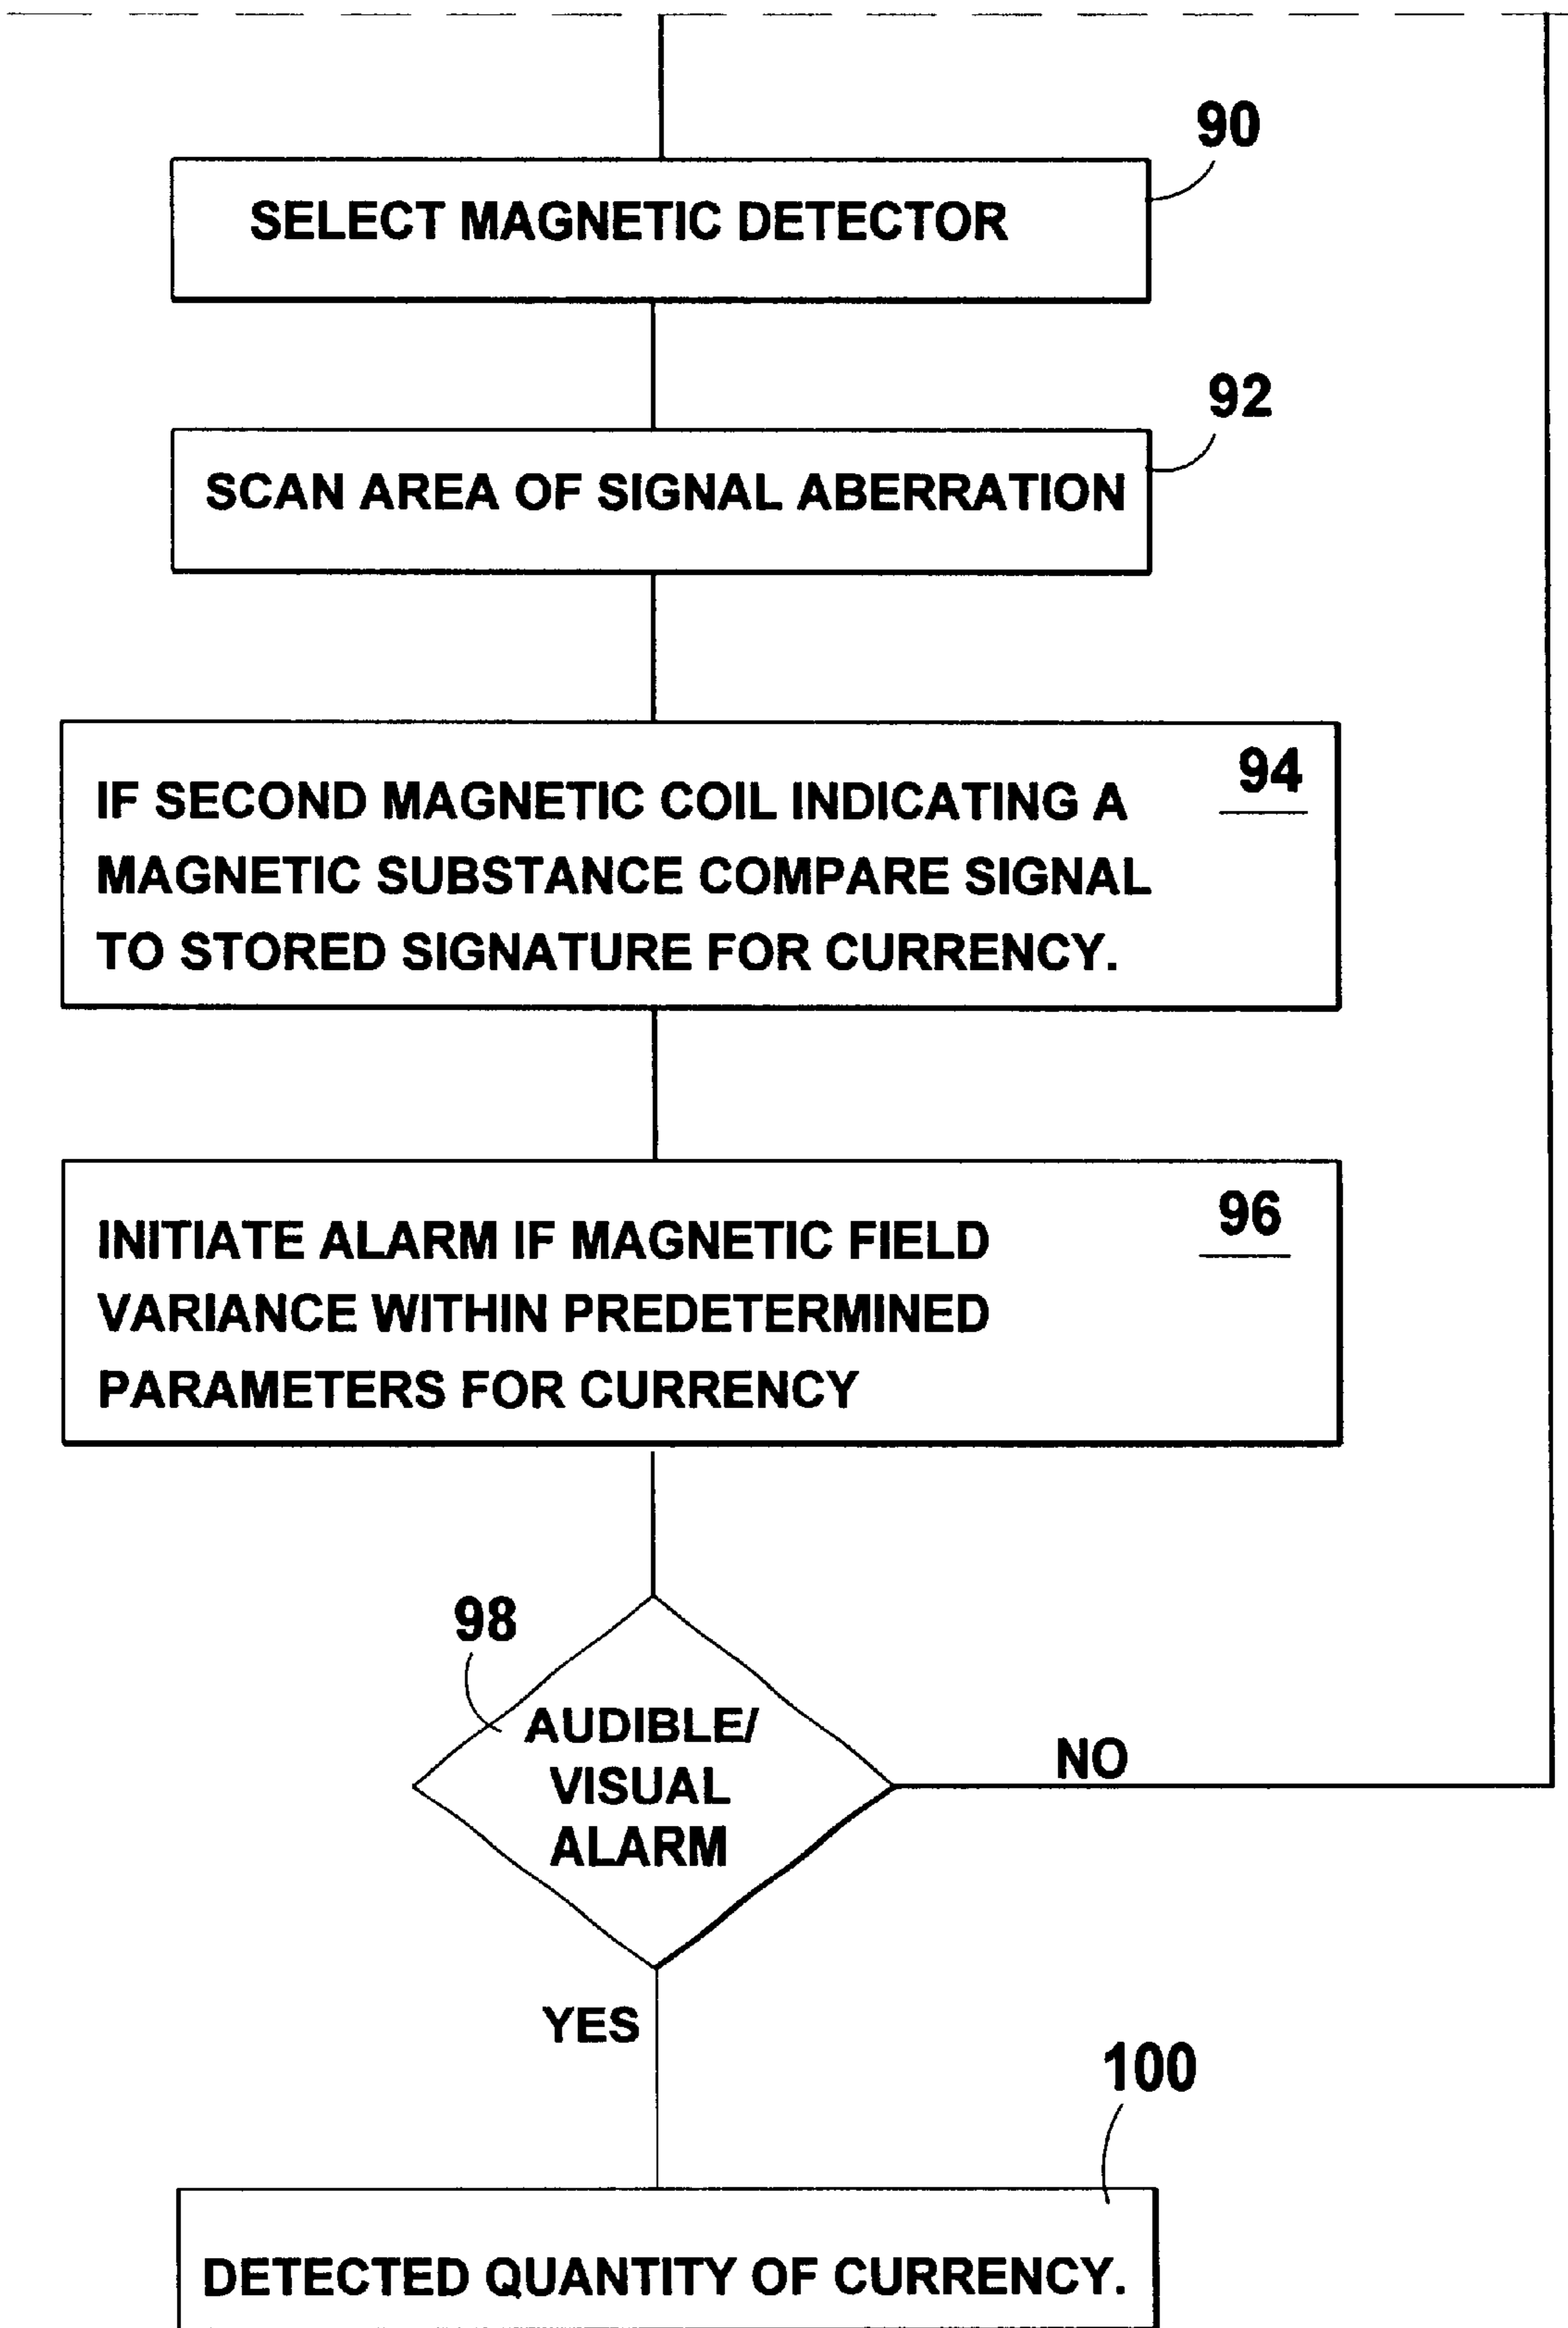 90
SELECT MAGNETIC DETECTOR
92
SCAN AREA OF SIGNAL ABERRATION
94
IF SECOND MAGNETIC COIL INDICATING A
MAGNETIC SUBSTANCE COMPARE SIGNAL
TO STORED SIGNATURE FOR CURRENCY.
96
INITIATE ALARM IF MAGNETIC FIELD
VARIANCE WITHIN PREDETERMINED
PARAMETERS FOR CURRENCY
98
AUDIBLE/
VISUAL
ALARM
NO
YES
100
DETECTED QUANTITY OF CURRENCY.